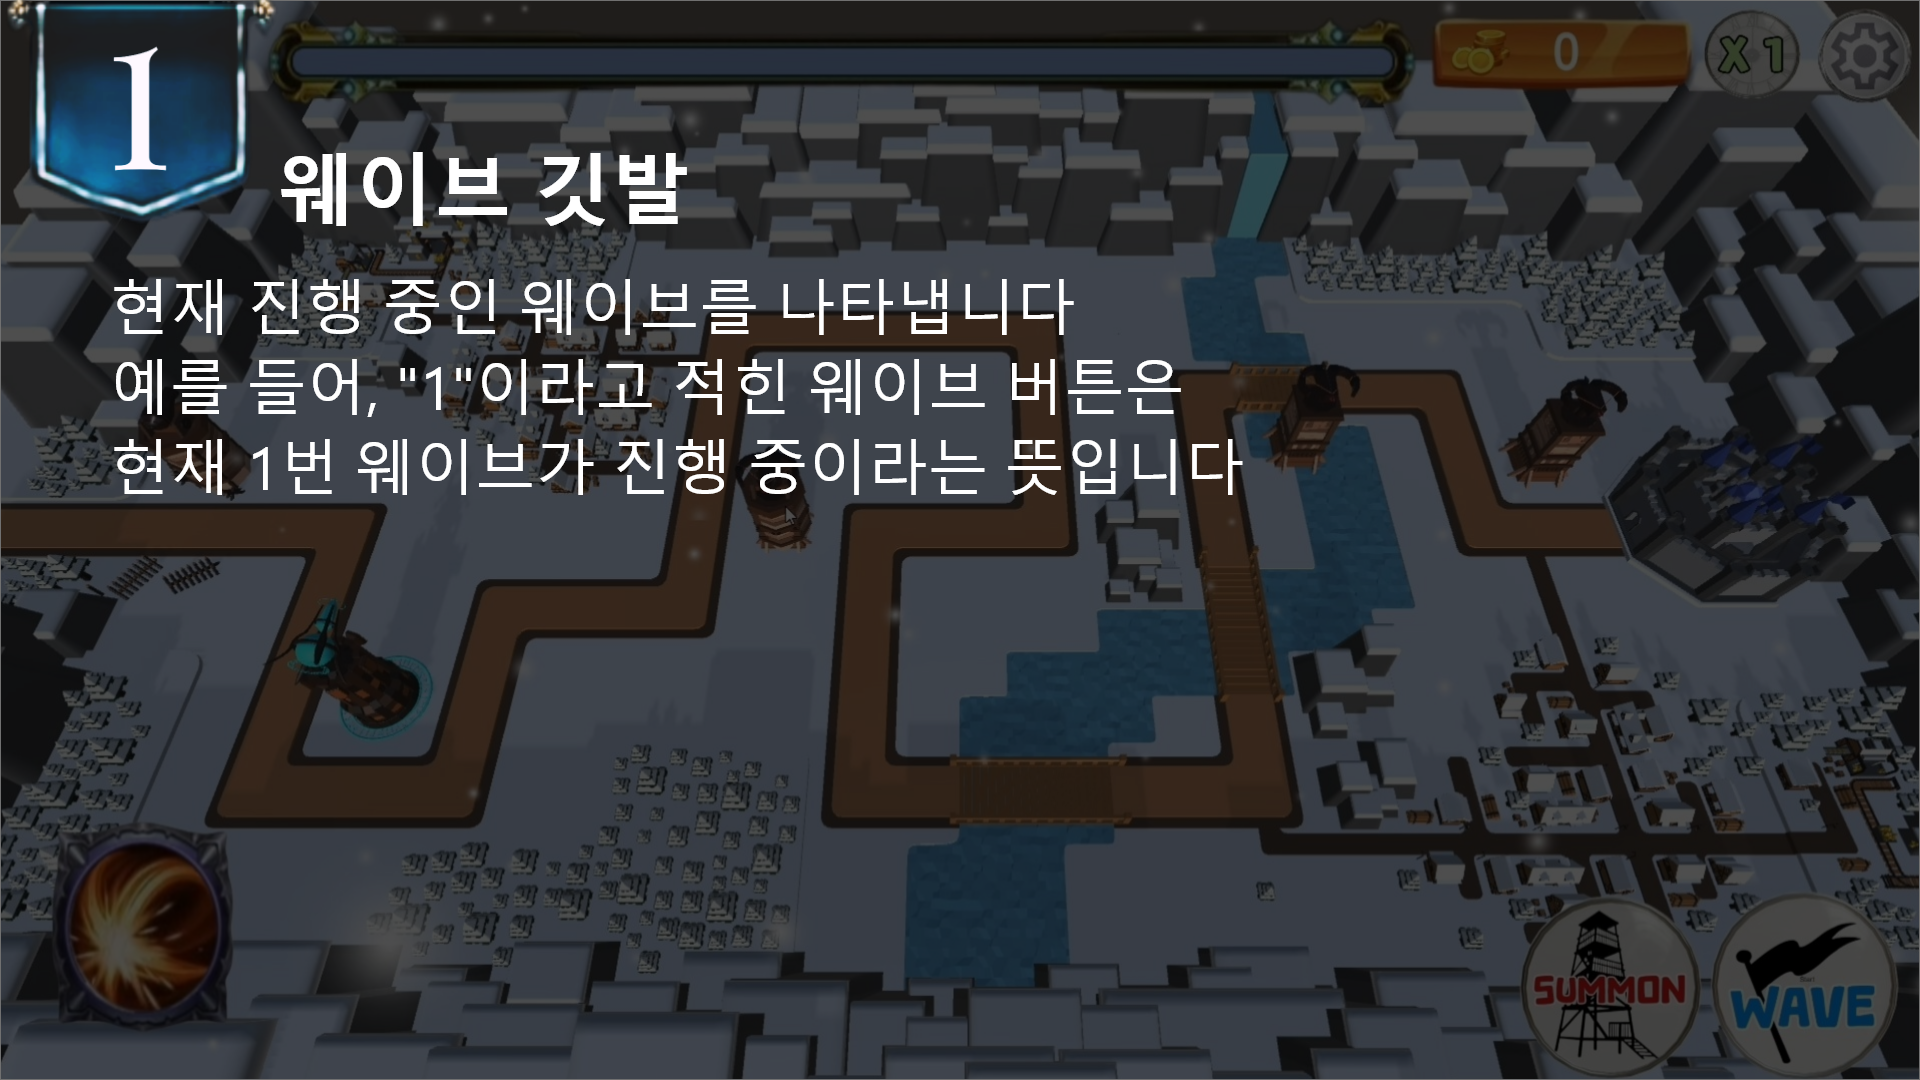 1
0
X 1
웨이브 깃발
현재 진행 중인 웨이브를 나타냅니다
예를 들어, "1"이라고 적힌 웨이브 버튼은
현재 1번 웨이브가 진행 중이라는 뜻입니다
SUMMON
WAVE